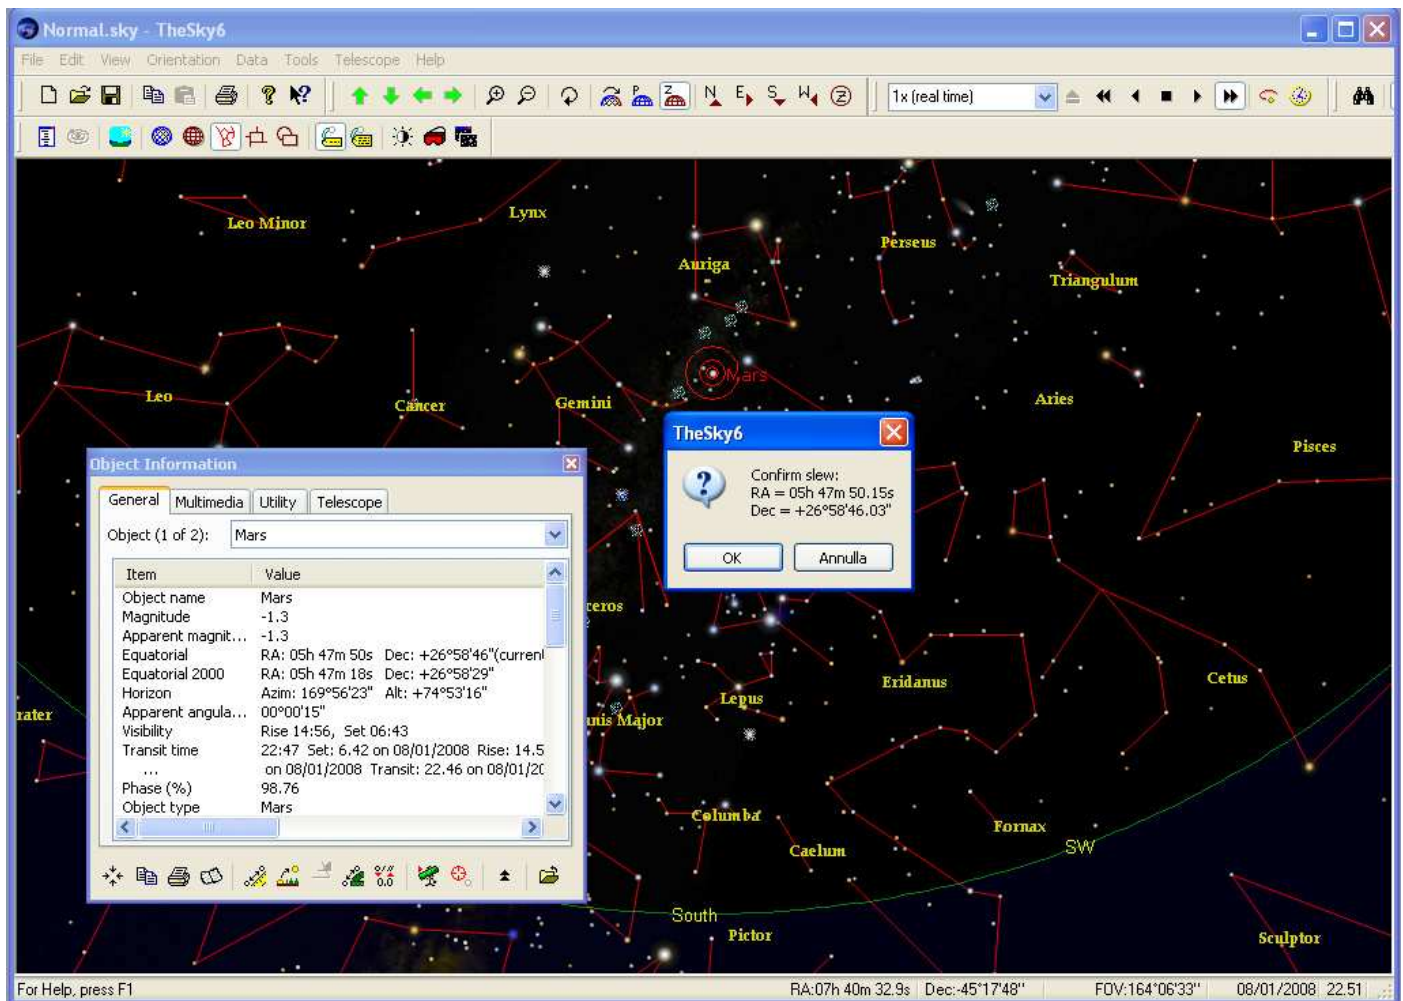 Normal.sky - TheSky6
File Edit View Orientation Data Tools Telescope Help
1x (real time)
Leo Minor
Lynx
Perseus
Auriga
Triangulum
Mars
Leo
Cancer
Gemini
Aries
Pisces
TheSky6
Confirm slew:
RA = 05h 47m 50.15s
Dec = +26°58'46.03"
OK Annulla
Object Information
General Multimedia Utility Telescope
Object (1 of 2): Mars
Item Value
Object name Mars
Magnitude -1.3
Apparent magnit... -1.3
Equatorial RA: 05h 47m 50s Dec: +26°58'46"(curren
Equatorial 2000 RA: 05h 47m 18s Dec: +26°58'29"
Horizon Azim: 169°56'23" Alt: +74°53'16"
Apparent angula... 00°00'15"
Visibility Rise 14:56, Set 06:43
Transit time 22:47 Set: 6.42 on 08/01/2008 Rise: 14.5
... on 08/01/2008 Transit: 22.46 on 08/01/20
Phase (%) 98.76
Object type Mars
ceros
Eridanus
Cetus
Lepus
rater
nis Major
Columba
Fornax
Caelum
SW
South
Pictor
Sculptor
For Help, press F1 RA:07h 40m 32.9s Dec:-45°17'48" FOV:164°06'33" 08/01/2008 22.51